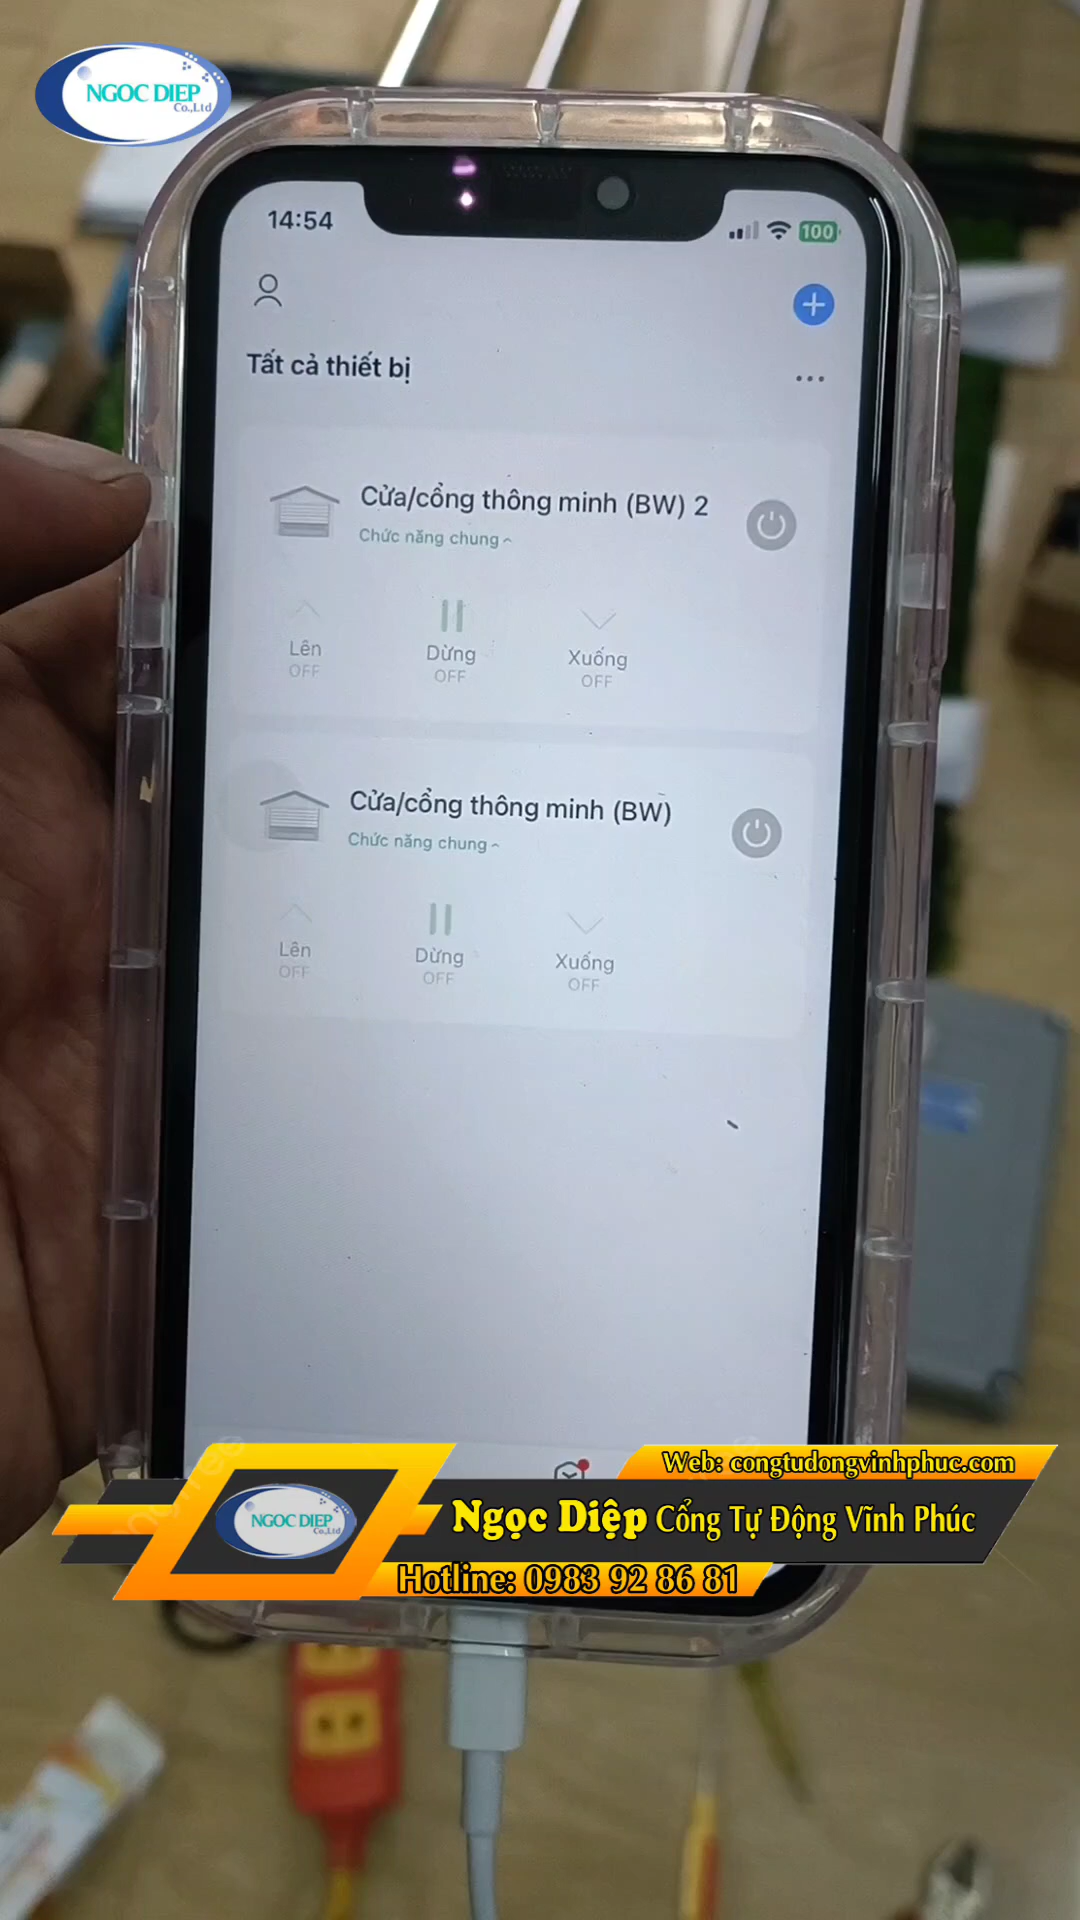 NGOC DIEP
Co.,Ltd
14:54
100
Tất cả thiết bị
Cửa/cổng thông minh (BW) 2
Chức năng chung
Lên
OFF
Dừng
OFF
Xuống
OFF
Cửa/cổng thông minh (BW)
Chức năng chung
Lên
OFF
Dừng
OFF
Xuống
OFF
Web: congtudongvinhphuc.com
NGOC DIEP
Co.,Ltd
Ngọc Diệp Cổng Tự Động Vĩnh Phúc
Hotline: 0983 92 86 81